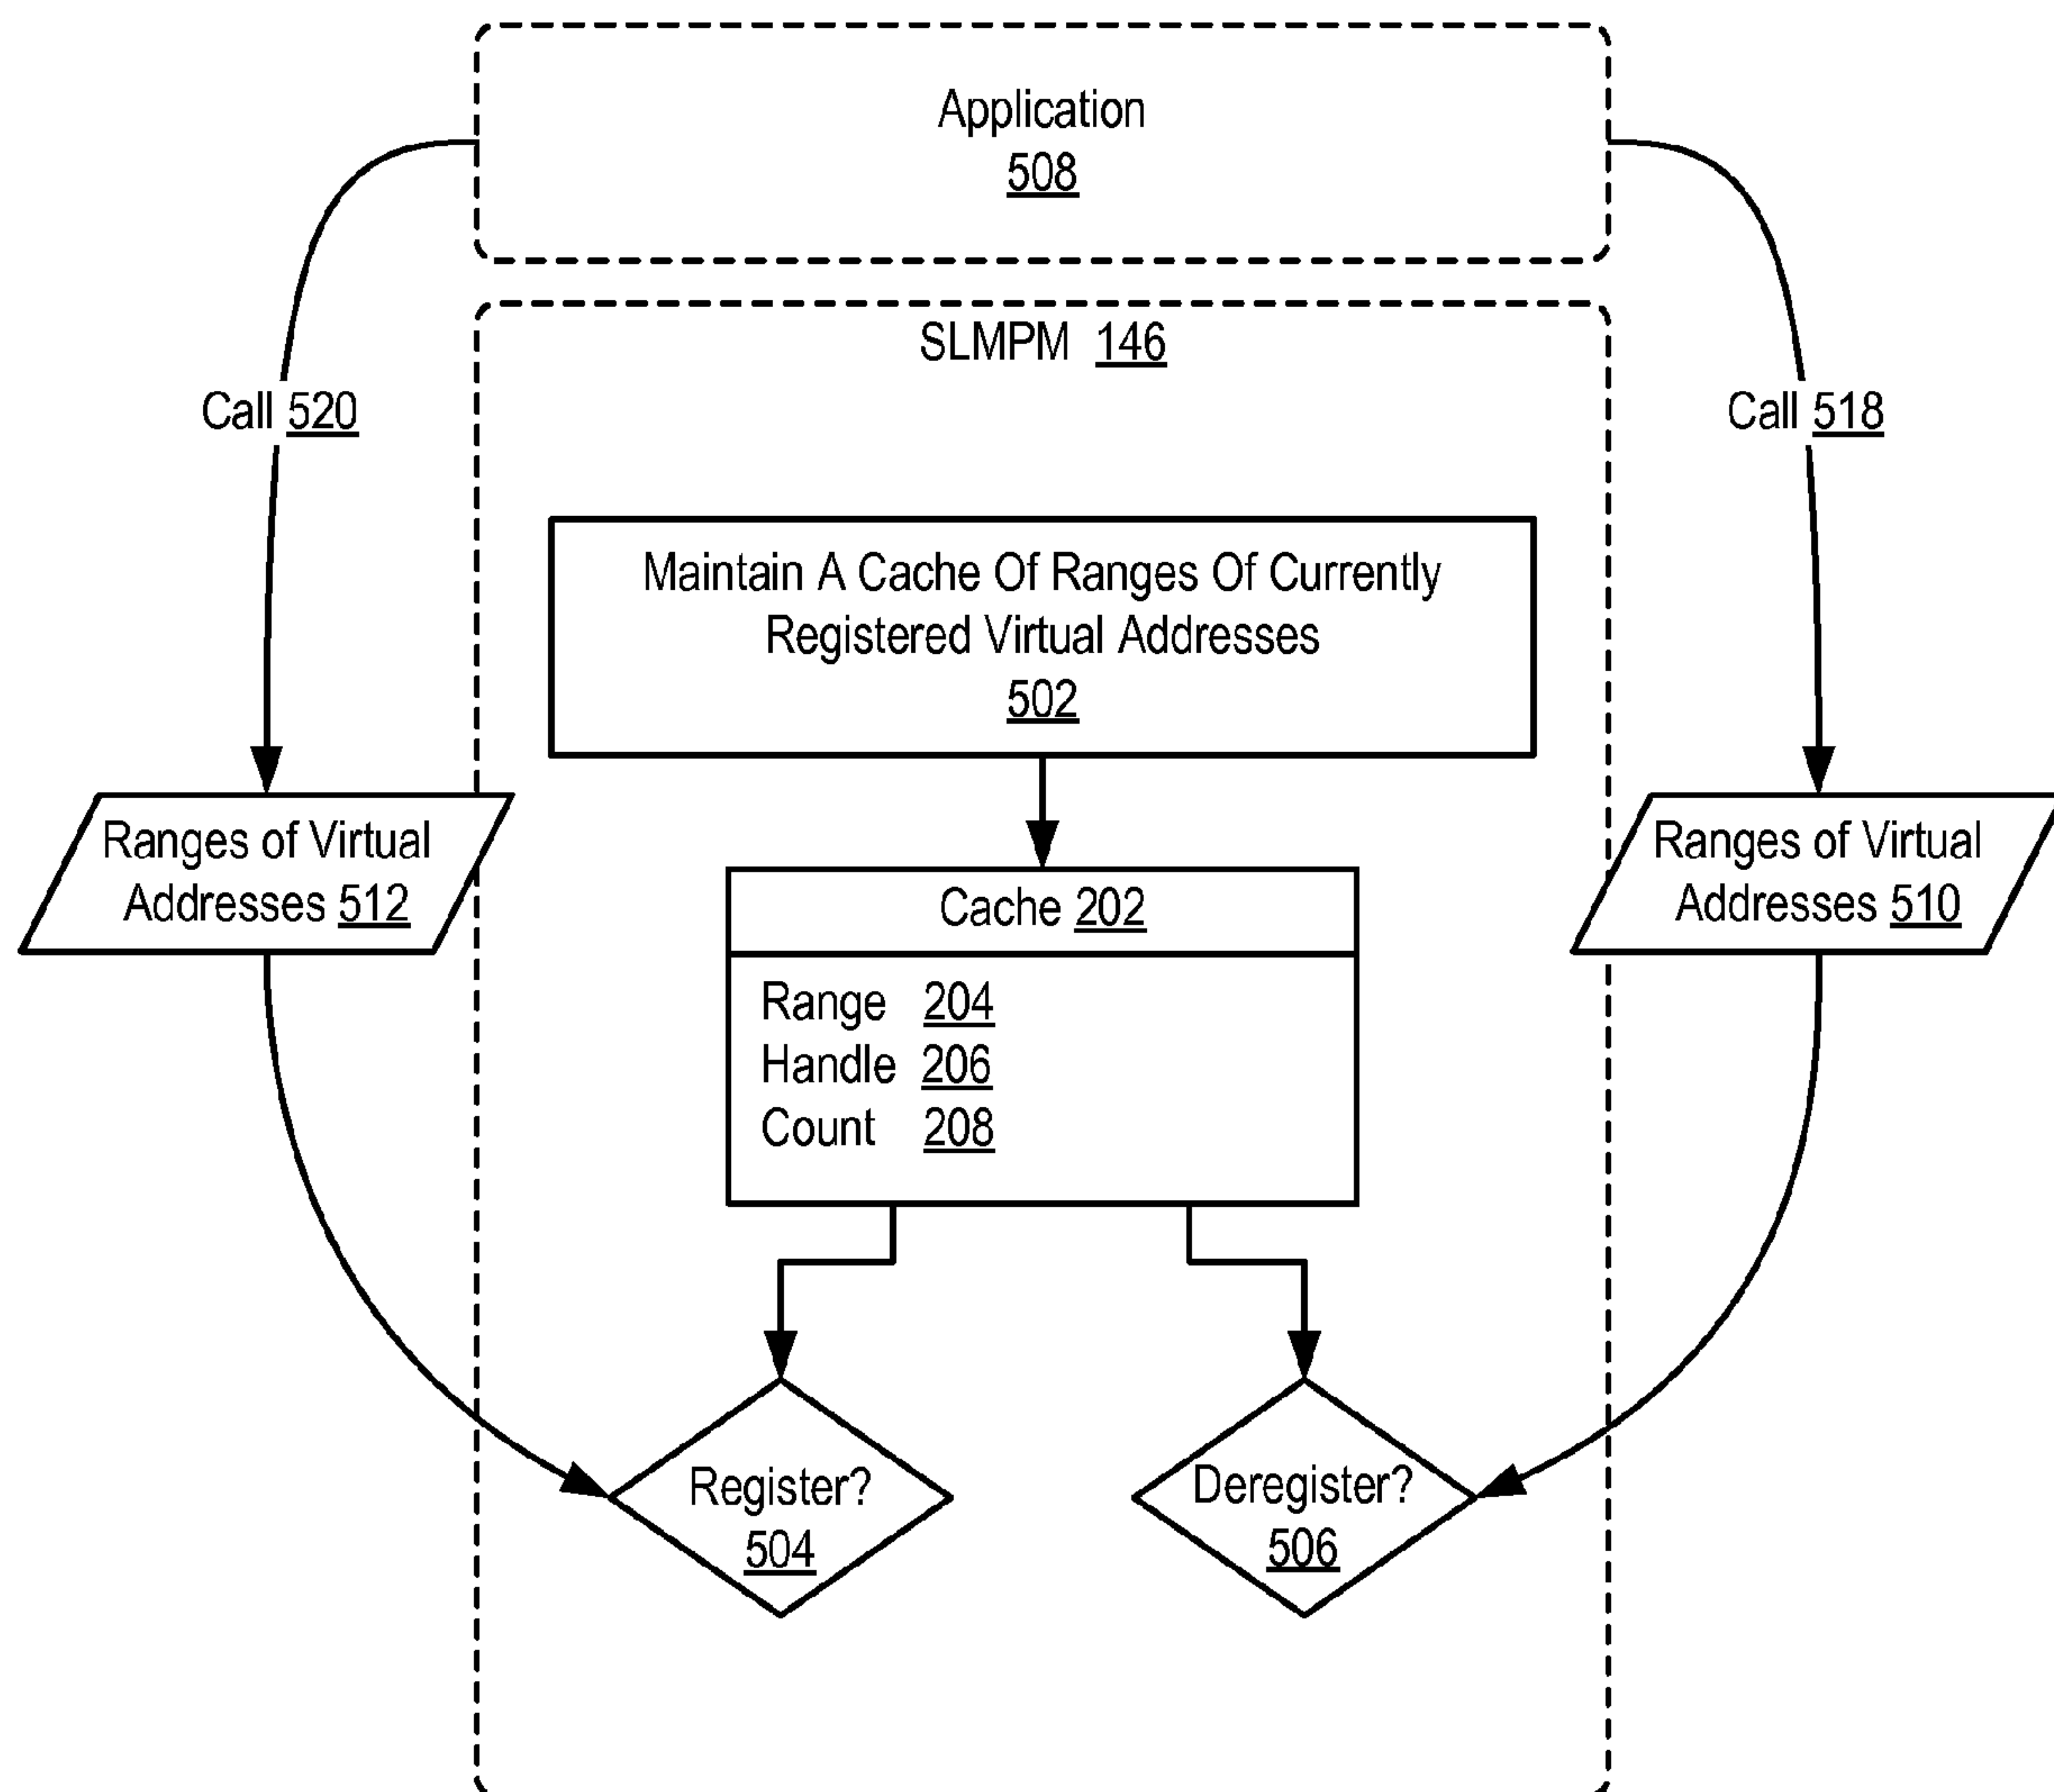 Application
508
SLMPM 146
Call 520
Call 518
Maintain A Cache Of Ranges Of Currently
Registered Virtual Addresses
502
Ranges of Virtual
Addresses 512
Ranges of Virtual
Addresses 510
Cache 202
Range 204
Handle 206
Count 208
Register?
504
Deregister?
506